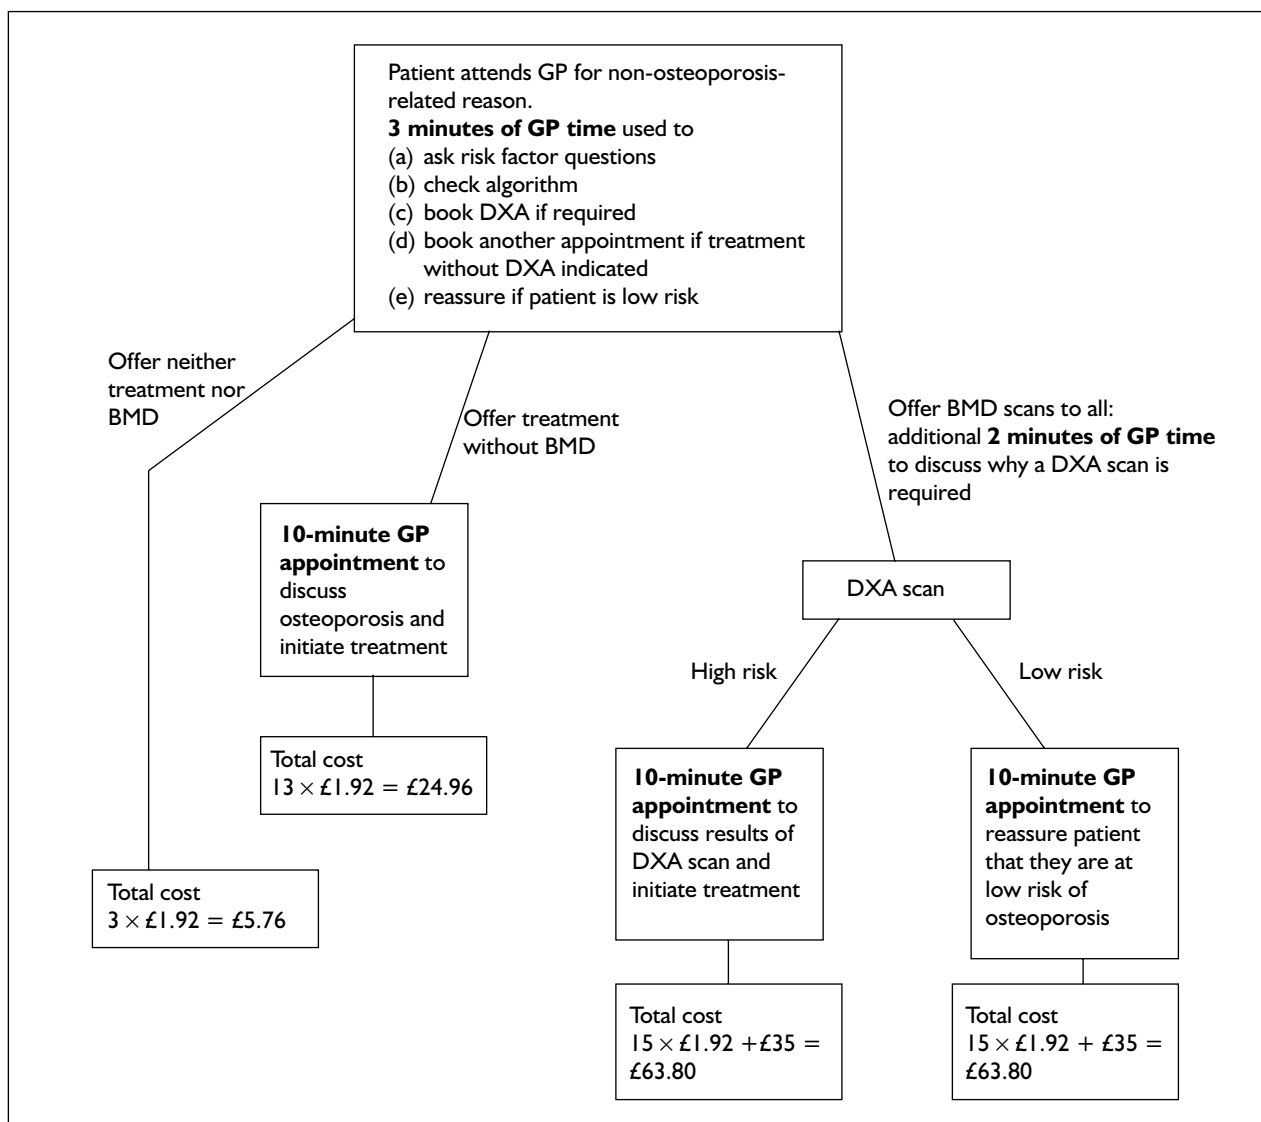 Patient attends GP for non-osteoporosis-
related reason.
3 minutes of GP time used to
(a) ask risk factor questions
(b) check algorithm
(c) book DXA if required
(d) book another appointment if treatment
without DXA indicated
(e) reassure if patient is low risk
Offer neither
treatment nor
BMD
Offer treatment
without BMD
Offer BMD scans to all:
additional 2 minutes of GP time
to discuss why a DXA scan is
required
10-minute GP
appointment to
discuss
osteoporosis and
initiate treatment
DXA scan
High risk
Low risk
Total cost
13 × £1.92 = £24.96
10-minute GP
appointment to
discuss results of
DXA scan and
initiate treatment
10-minute GP
appointment to
reassure patient
that they are at
low risk of
osteoporosis
Total cost
3 × £1.92 = £5.76
Total cost
15 × £1.92 +£35 =
£63.80
Total cost
15 × £1.92 + £35 =
£63.80